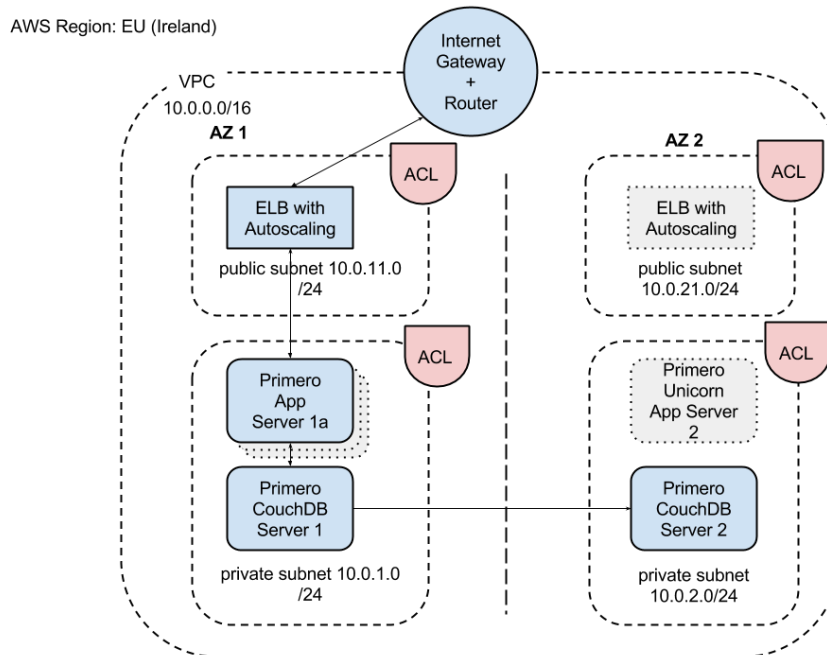 AWS Region: EU (Ireland)
Internet
Gateway
+
Router
VPC
10.0.0.0/16
AZ 1
ACL
ELB with
Autoscaling
public subnet 10.0.11.0
/24
AZ 2
ACL
ELB with
Autoscaling
public subnet
10.0.21.0/24
ACL
Primero
App
Server 1a
Primero
CouchDB
Server 1
private subnet 10.0.1.0
/24
ACL
Primero
Unicorn
App Server
2
Primero
CouchDB
Server 2
private subnet
10.0.2.0/24